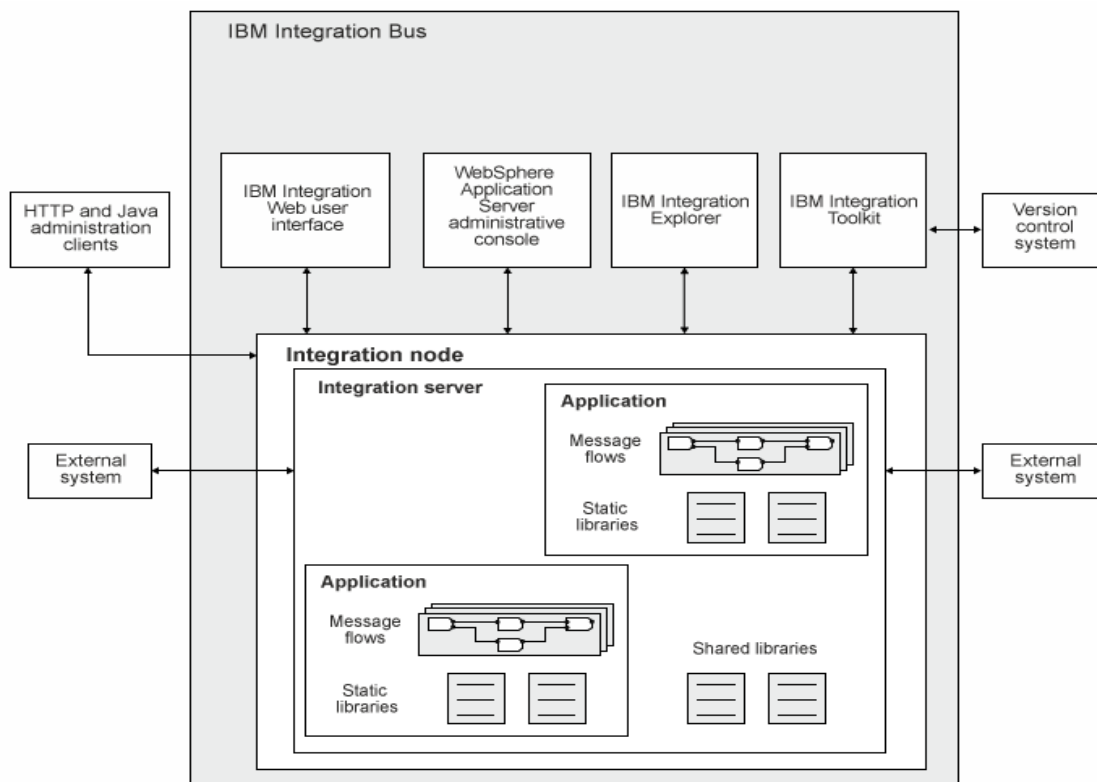 IBM Integration Bus
HTTP and Java
administration
clients
IBM Integration
Web user
interface
WebSphere
Application
Server
administrative
console
IBM Integration
Explorer
IBM Integration
Toolkit
Version
control
system
Integration node
Integration server
Application
Message
flows
Static
libraries
External
system
External
system
Application
Message
flows
Static
libraries
Shared libraries